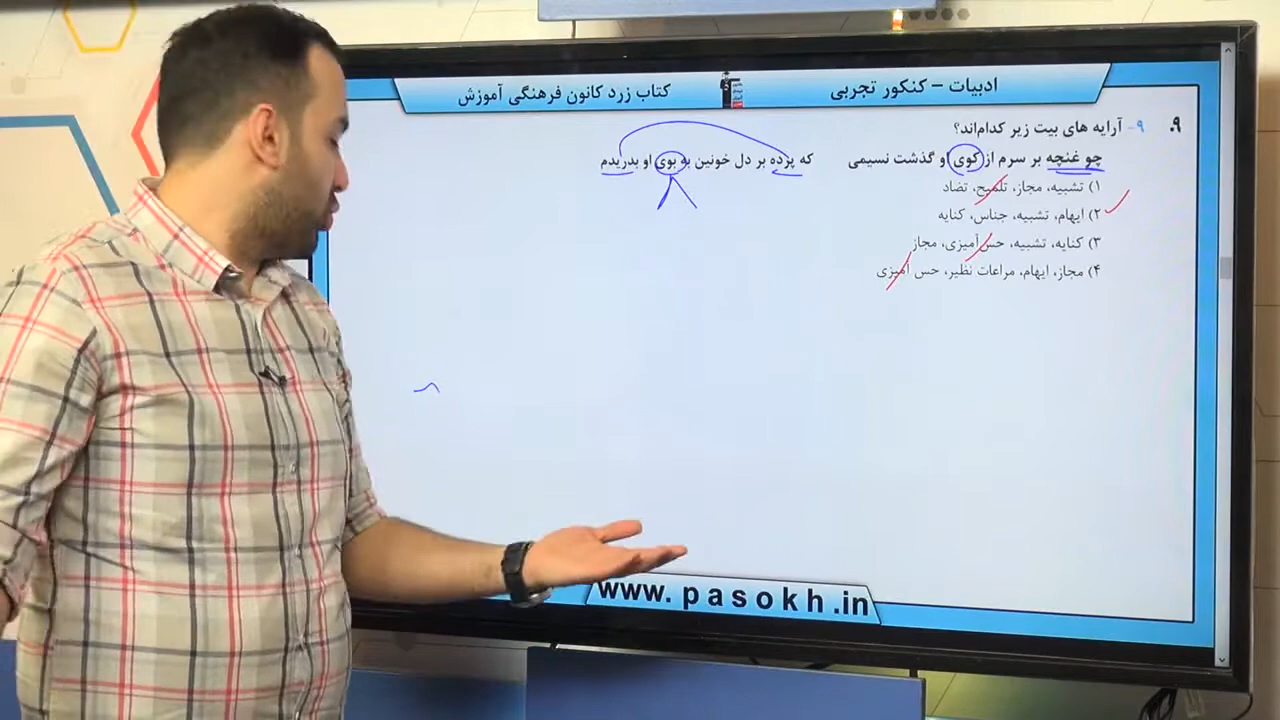 ادبیات – کنکور تجربی
کتاب زرد کانون فرهنگی آموزش
۹. ۹- آرایه های بیت زیر کدام‌اند؟
چو غنچه بر سرم از کوی او گذشت نسیمی که پرده بر دل خونین به بوی او بدریدم
۱) تشبیه، مجاز، تلمیح، تضاد
۲) ایهام، تشبیه، جناس، کنایه
۳) کنایه، تشبیه، حس آمیزی، مجاز
۴) مجاز، ایهام، مراعات نظیر، حس آمیزی
www.pasokh.in